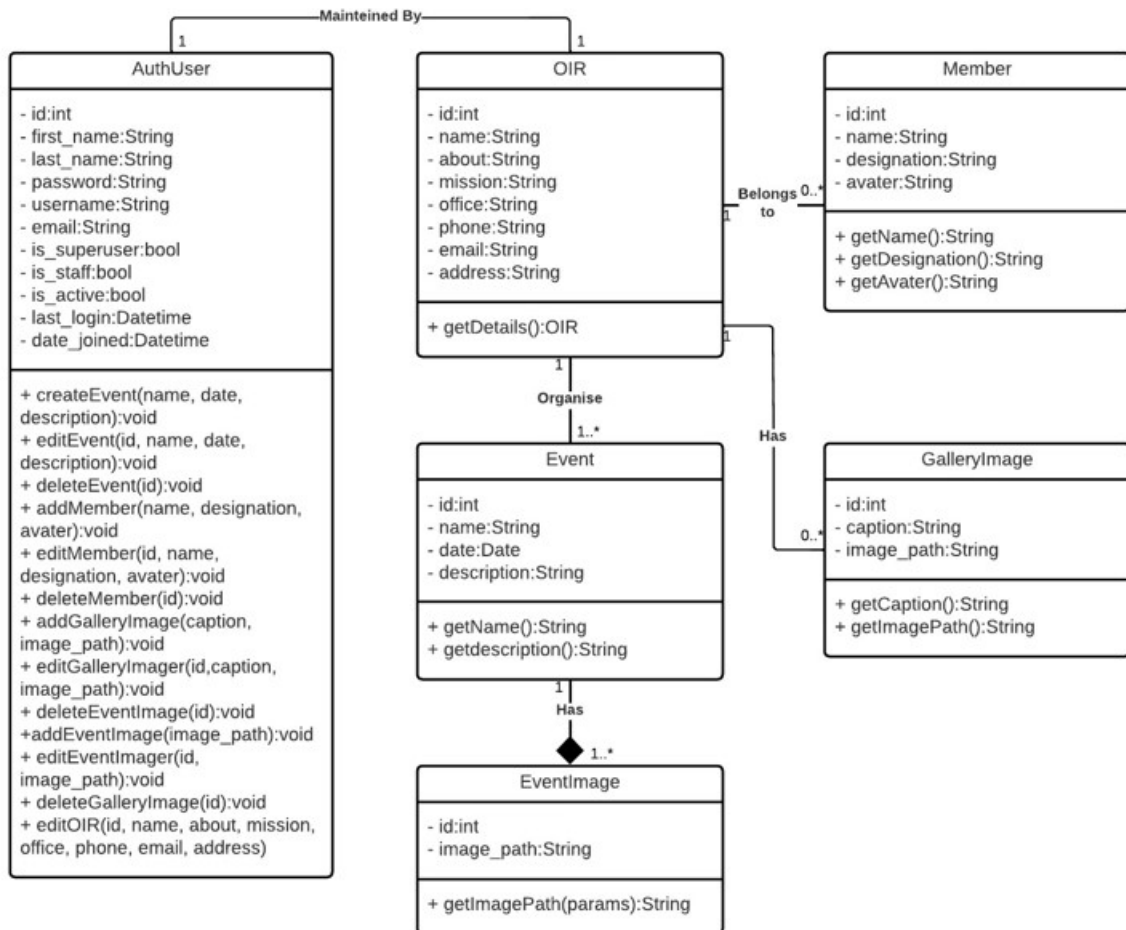 Mainteined By
1
1
AuthUser
- id:int
- first_name:String
- last_name:String
- password:String
- username:String
- email:String
- is_superuser:bool
- is_staff:bool
- is_active:bool
- last_login:Datetime
- date_joined:Datetime
+ createEvent(name, date,
description):void
+ editEvent(id, name, date,
description):void
+ deleteEvent(id):void
+ addMember(name, designation,
avater):void
+ editMember(id, name,
designation, avater):void
+ deleteMember(id):void
+ addGalleryImage(caption,
image_path):void
+ editGalleryImager(id,caption,
image_path):void
+ deleteEventImage(id):void
+addEventImage(image_path):void
+ editEventImager(id,
image_path):void
+ deleteGalleryImage(id):void
+ editOIR(id, name, about, mission,
office, phone, email, address)
OIR
- id:int
- name:String
- about:String
- mission:String
- office:String
- phone:String
- email:String
- address:String
+ getDetails():OIR
Belongs
to
1
0..*
Member
- id:int
- name:String
- designation:String
- avater:String
+ getName():String
+ getDesignation():String
+ getAvater():String
1
Has
0..*
1
Organise
1..*
Event
- id:int
- name:String
- date:Date
- description:String
+ getName():String
+ getdescription():String
GalleryImage
- id:int
- caption:String
- image_path:String
+ getCaption():String
+ getImagePath():String
1
Has
1..*
EventImage
- id:int
- image_path:String
+ getImagePath(params):String